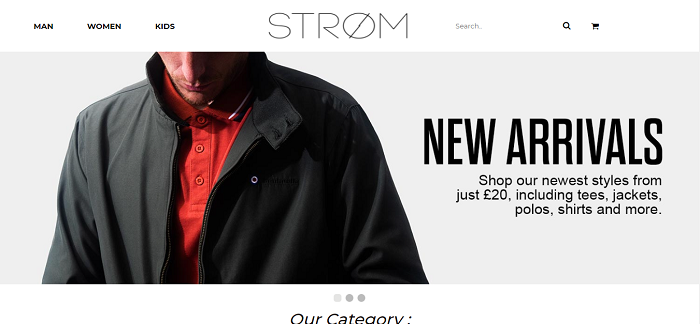 MAN WOMEN KIDS STRØM Search..
NEW ARRIVALS
Shop our newest styles from
just £20, including tees, jackets,
polos, shirts and more.
Our Category :